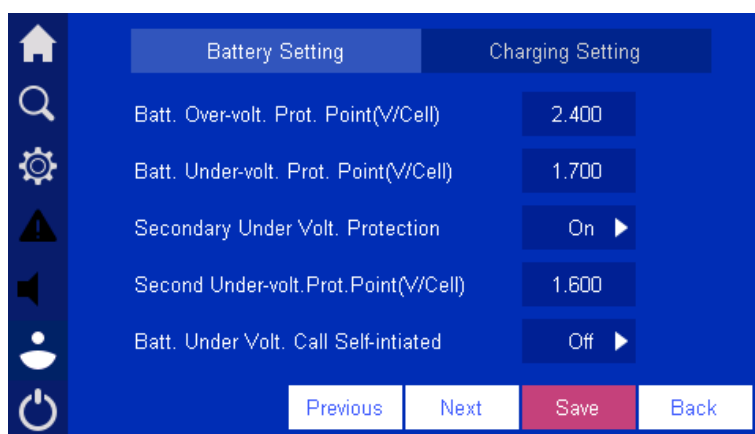 Battery Setting Charging Setting
Batt. Over-volt. Prot. Point(V/Cell) 2.400
Batt. Under-volt. Prot. Point(V/Cell) 1.700
Secondary Under Volt. Protection On
Second Under-volt.Prot.Point(V/Cell) 1.600
Batt. Under Volt. Call Self-intiated Off
Previous Next Save Back